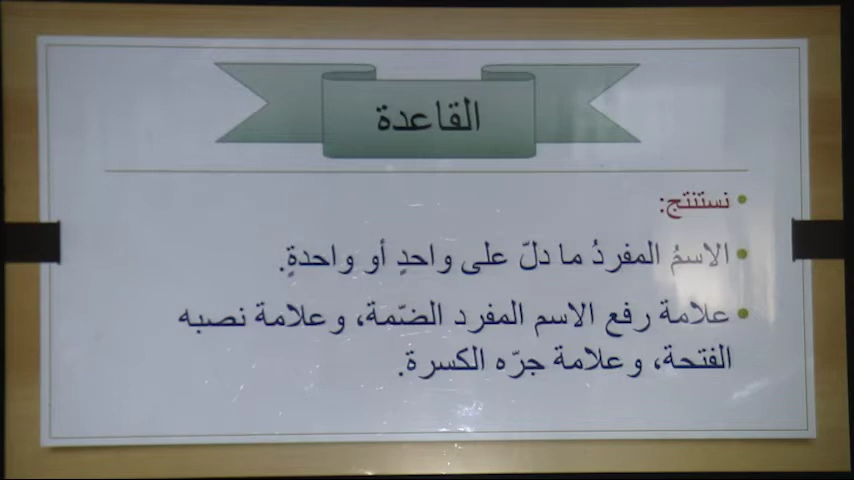 القاعدة
نستنتج:
الاسمُ المفردُ ما دلّ على واحدٍ أو واحدةٍ.
علامة رفع الاسم المفرد الضّمة، وعلامة نصبه
الفتحة، وعلامة جرّه الكسرة.